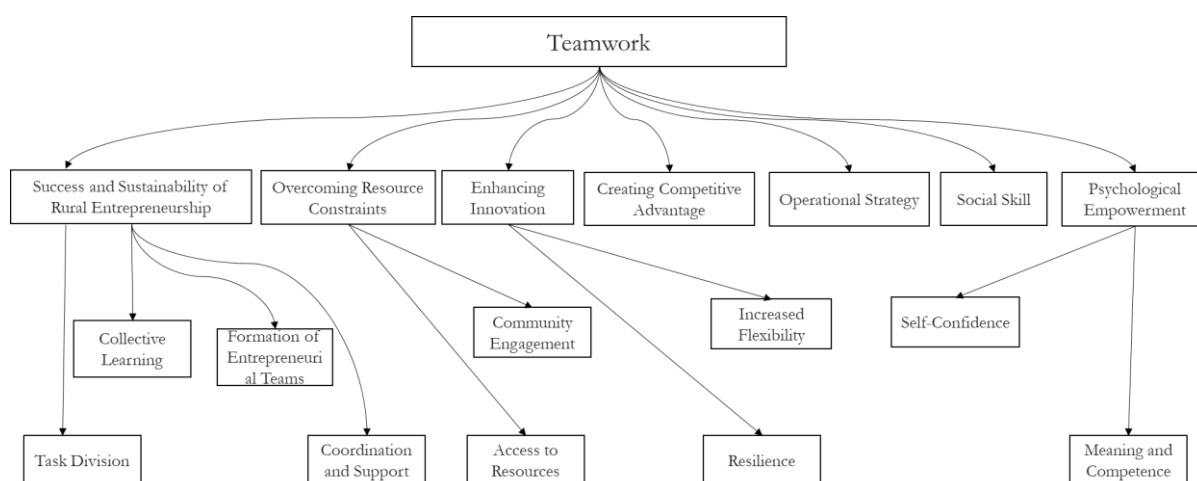 Teamwork
Success and Sustainability of
Rural Entrepreneurship
Overcoming Resource
Constraints
Enhancing
Innovation
Creating Competitive
Advantage
Operational Strategy
Social Skill
Psychological
Empowerment
Collective
Learning
Formation of
Entrepreneuri
al Teams
Community
Engagement
Increased
Flexibility
Self-Confidence
Task Division
Coordination
and Support
Access to
Resources
Resilience
Meaning and
Competence